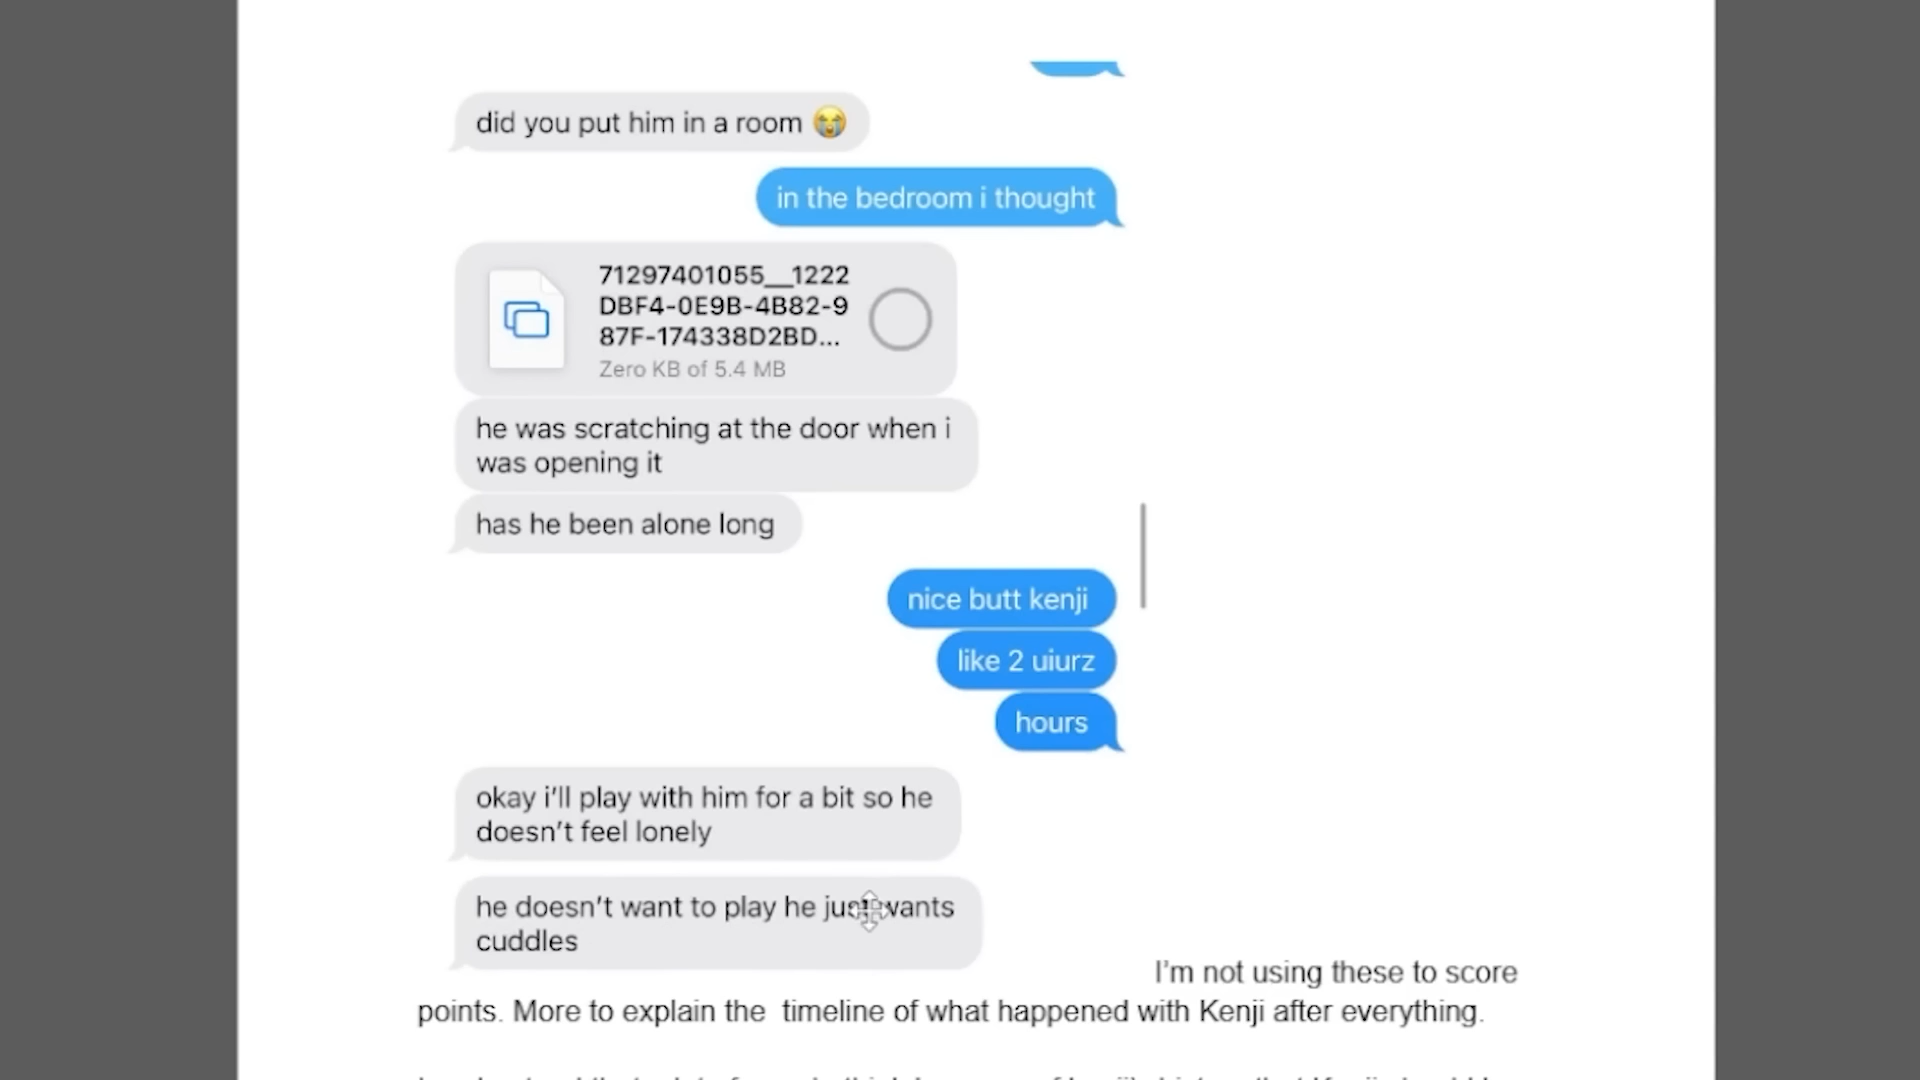 did you put him in a room 😭
in the bedroom i thought
71297401055__1222
DBF4-0E9B-4B82-9
87F-174338D2BD...
Zero KB of 5.4 MB
he was scratching at the door when i
was opening it
has he been alone long
nice butt kenji
like 2 uiurz
hours
okay i'll play with him for a bit so he
doesn't feel lonely
he doesn't want to play he just wants
cuddles
I'm not using these to score
points. More to explain the  timeline of what happened with Kenji after everything.